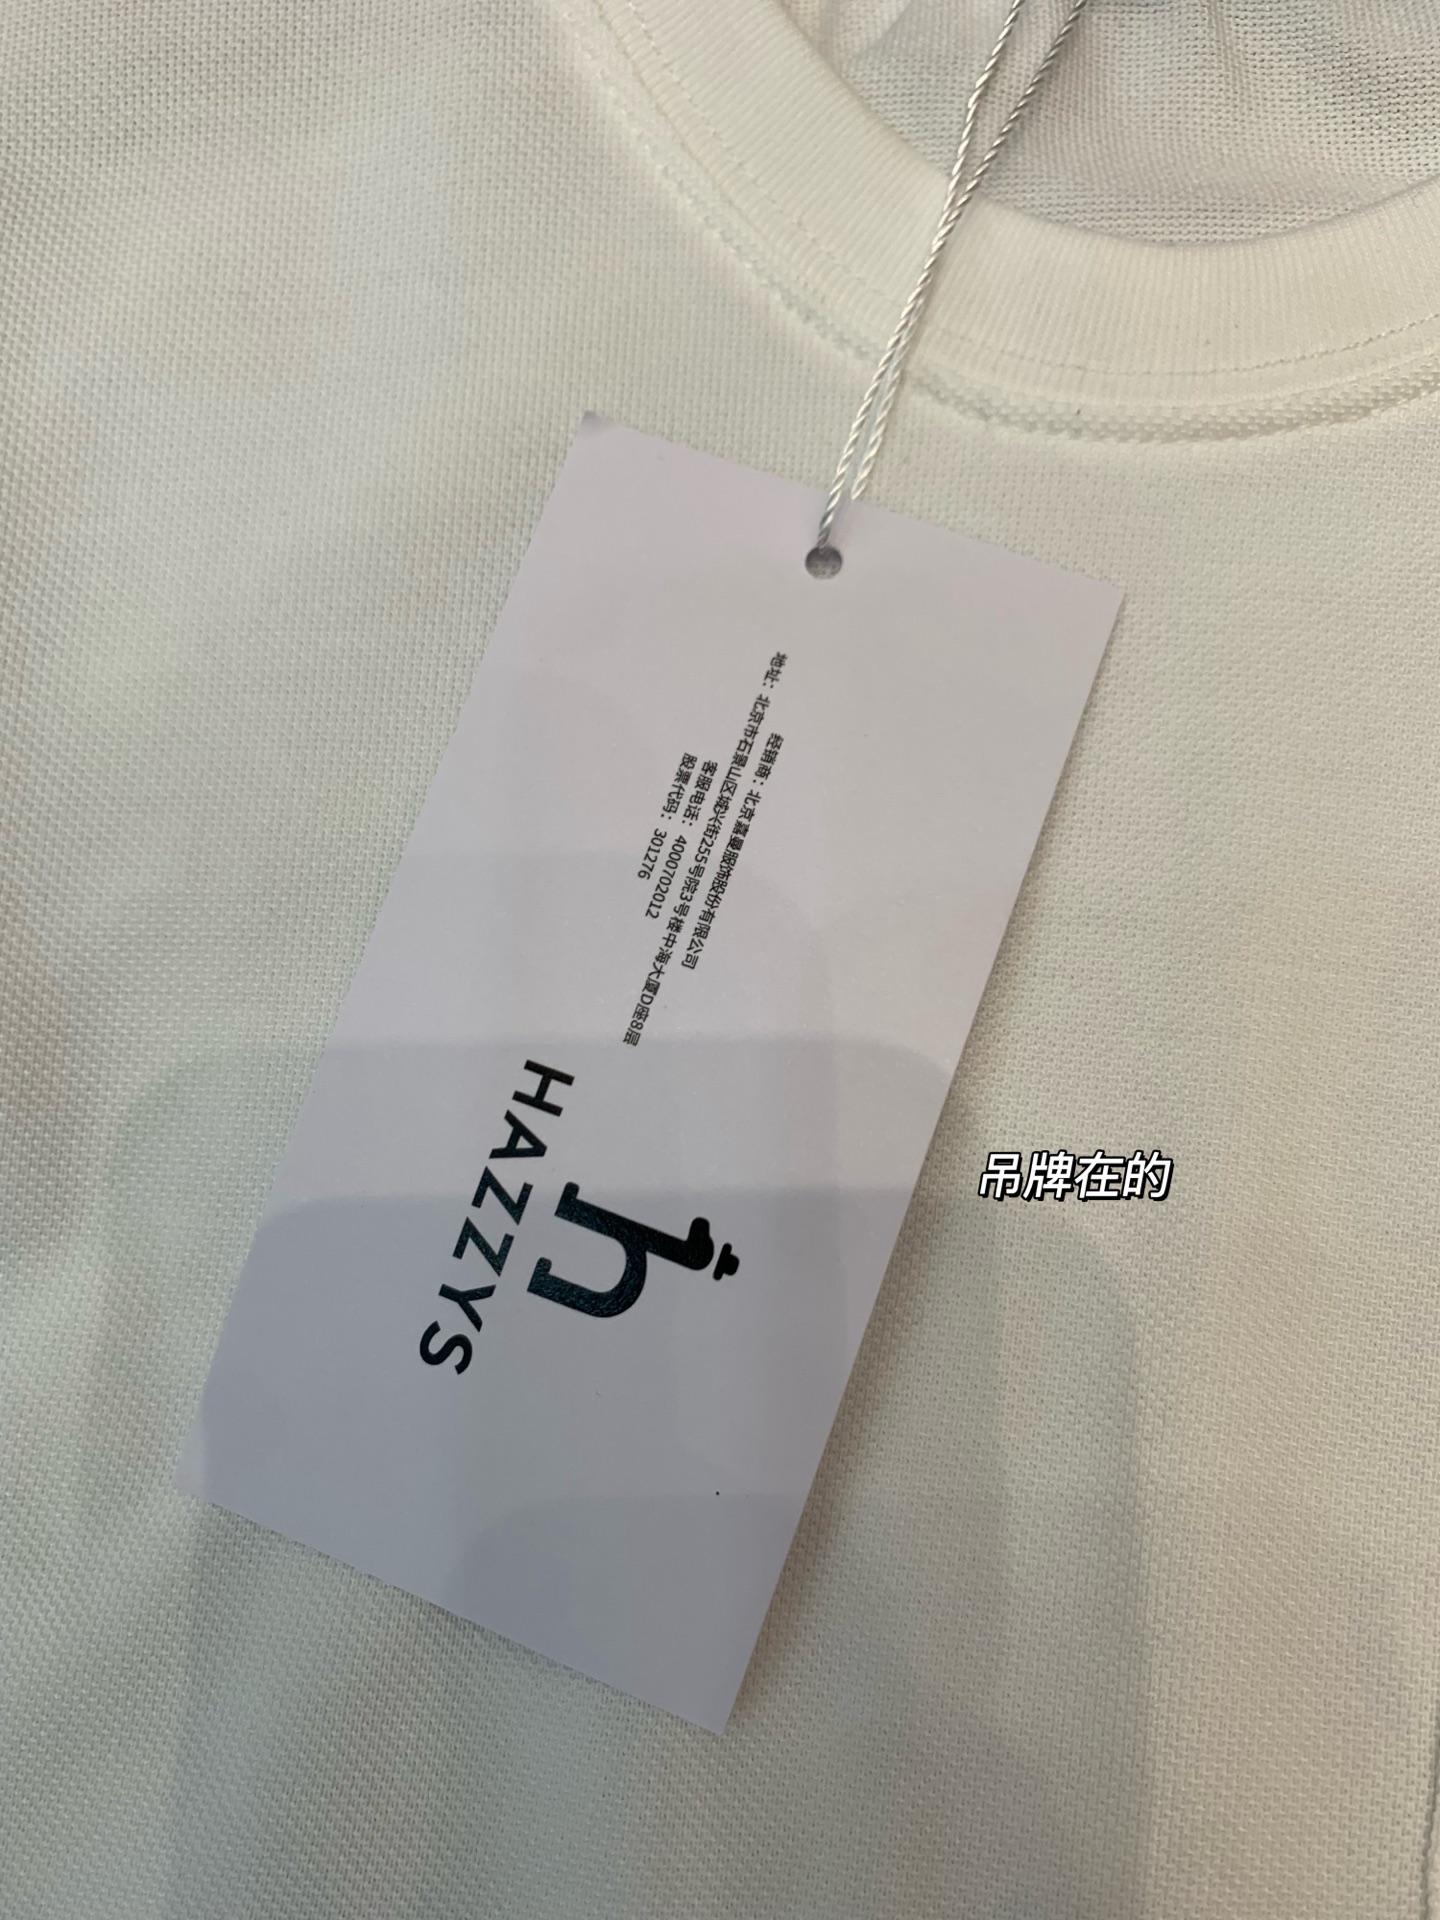 经销商：北京嘉曼服饰股份有限公司
地址：北京市石景山区城兴街255号院3号楼中海大厦D座8层
客服电话：4000702012
股票代码：301276
h
HAZZYS
吊牌在的